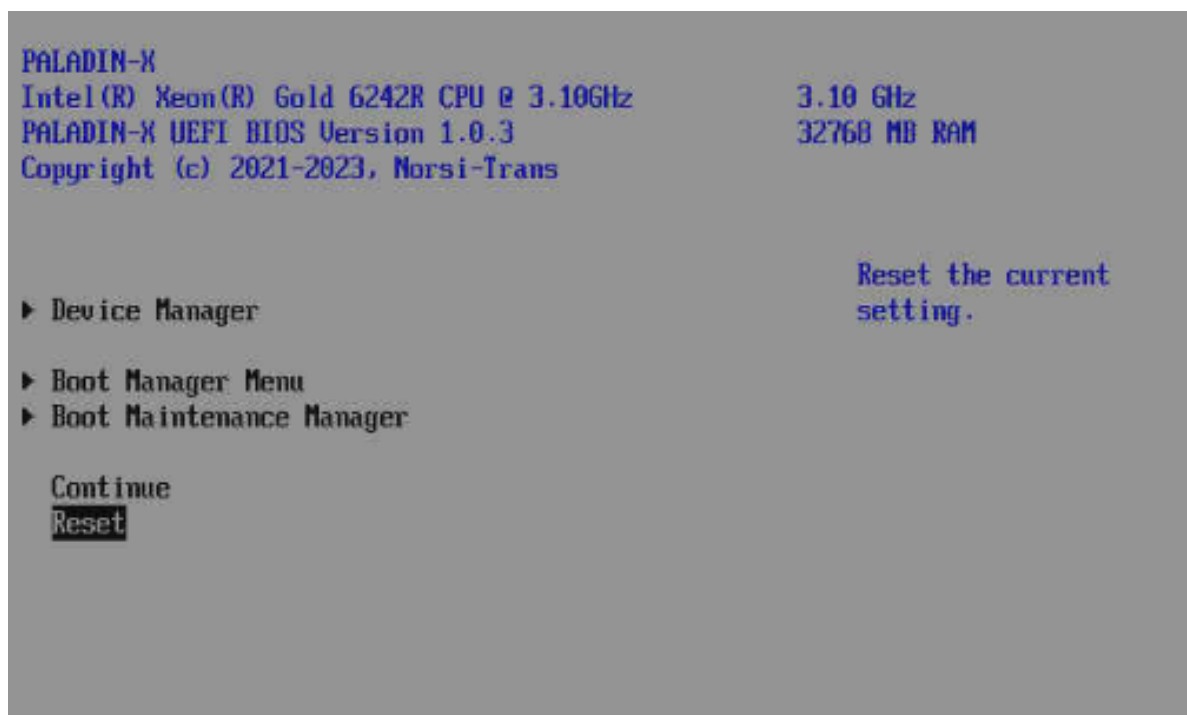 PALADIN-X
Intel(R) Xeon(R) Gold 6242R CPU @ 3.10GHz 3.10 GHz
PALADIN-X UEFI BIOS Version 1.0.3 32768 MB RAM
Copyright (c) 2021-2023, Norsi-Trans
Reset the current
Device Manager setting.
Boot Manager Menu
Boot Maintenance Manager
Continue
Reset